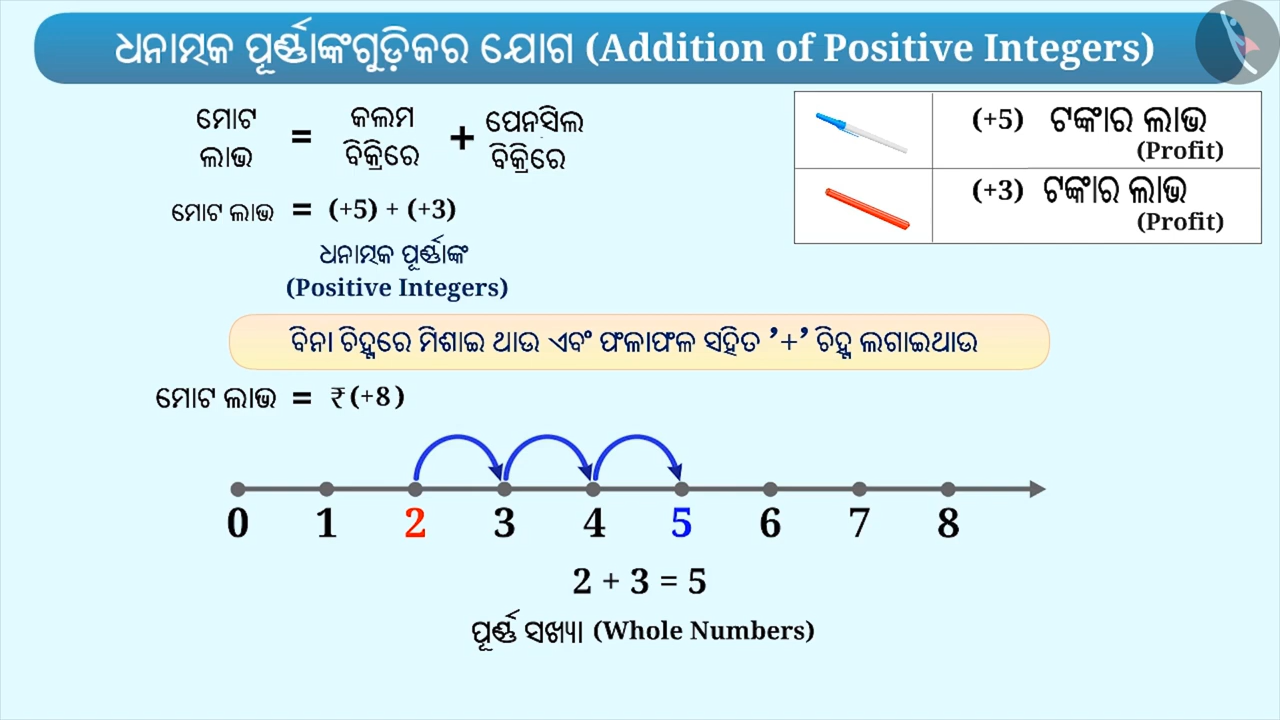 ଧନାତ୍ମକ ପୂର୍ଣ୍ଣାଙ୍କଗୁଡ଼ିକର ଯୋଗ (Addition of Positive Integers)
ମୋଟ ଲାଭ = କଲମ ବିକ୍ରିରେ + ପେନସିଲ ବିକ୍ରିରେ
(+5) ଟଙ୍କାର ଲାଭ
(Profit)
(+3) ଟଙ୍କାର ଲାଭ
(Profit)
ମୋଟ ଲାଭ = (+5) + (+3)
ଧନାତ୍ମକ ପୂର୍ଣ୍ଣାଙ୍କ
(Positive Integers)
ବିନା ଚିହ୍ନରେ ମିଶାଇ ଥାଉ ଏବଂ ଫଳାଫଳ ସହିତ ’+’ ଚିହ୍ନ ଲଗାଇଥାଉ
ମୋଟ ଲାଭ = ₹ (+8)
0 1 2 3 4 5 6 7 8
2 + 3 = 5
ପୂର୍ଣ୍ଣ ସଖ୍ୟା (Whole Numbers)